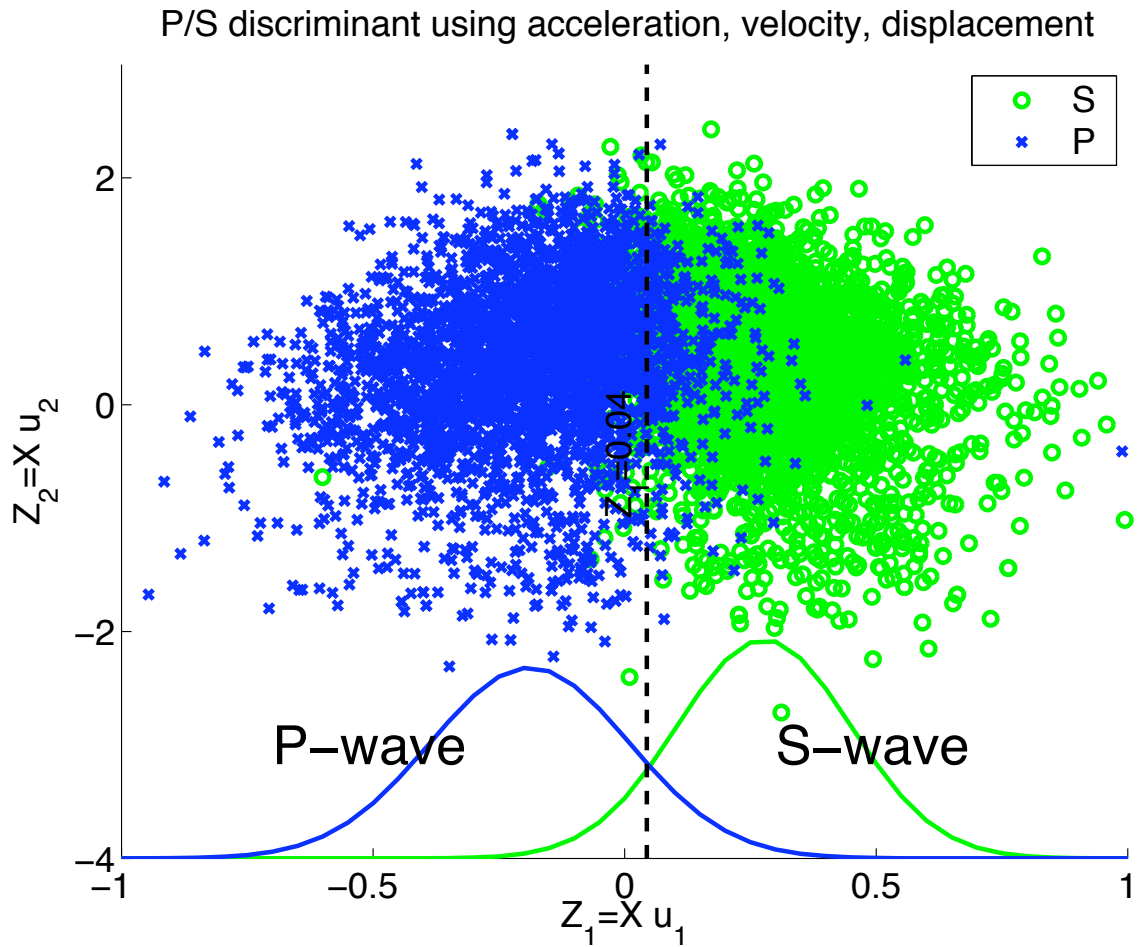 P/S discriminant using acceleration, velocity, displacement
S
P
2
0
−2
−4
Z₂=X u₂
Z₁=0.04
P−wave
S−wave
−1
−0.5
0
0.5
1
Z₁=X u₁